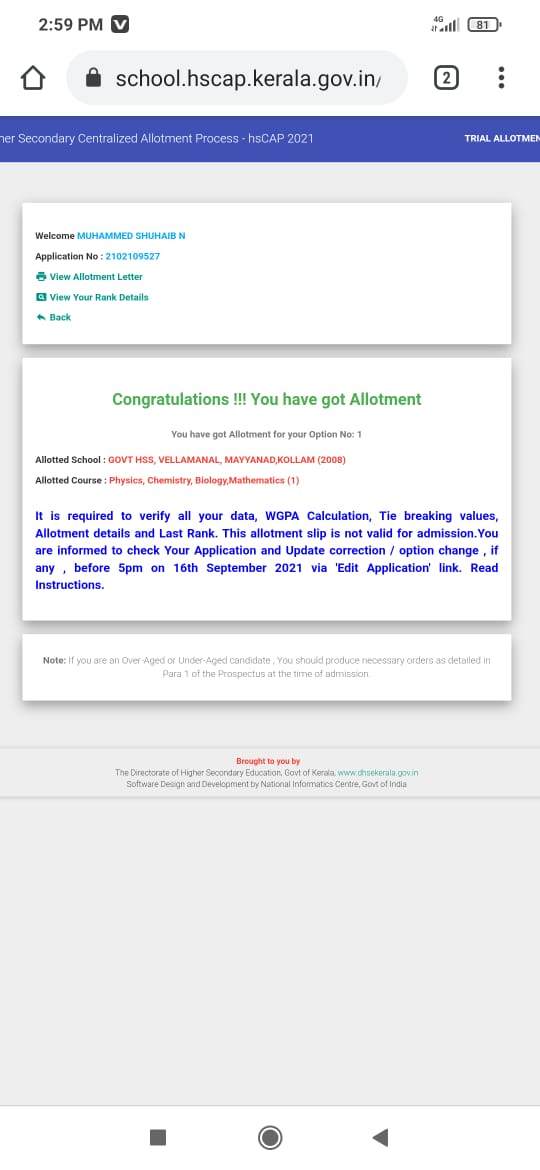 2:59 PM
4G
81
school.hscap.kerala.gov.in/
2
her Secondary Centralized Allotment Process - hsCAP 2021
TRIAL ALLOTMEN
Welcome MUHAMMED SHUHAIB N
Application No : 2102109527
View Allotment Letter
View Your Rank Details
Back
Congratulations !!! You have got Allotment
You have got Allotment for your Option No: 1
Allotted School : GOVT HSS, VELLAMANAL, MAYYANAD,KOLLAM (2008)
Allotted Course : Physics, Chemistry, Biology,Mathematics (1)
It is required to verify all your data, WGPA Calculation, Tie breaking values,
Allotment details and Last Rank. This allotment slip is not valid for admission.You
are informed to check Your Application and Update correction / option change , if
any , before 5pm on 16th September 2021 via 'Edit Application' link. Read
Instructions.
Note: If you are an Over-Aged or Under-Aged candidate , You should produce necessary orders as detailed in
Para 1 of the Prospectus at the time of admission.
Brought to you by
The Directorate of Higher Secondary Education, Govt of Kerala, www.dhsekerala.gov.in
Software Design and Development by National Informatics Centre, Govt of India